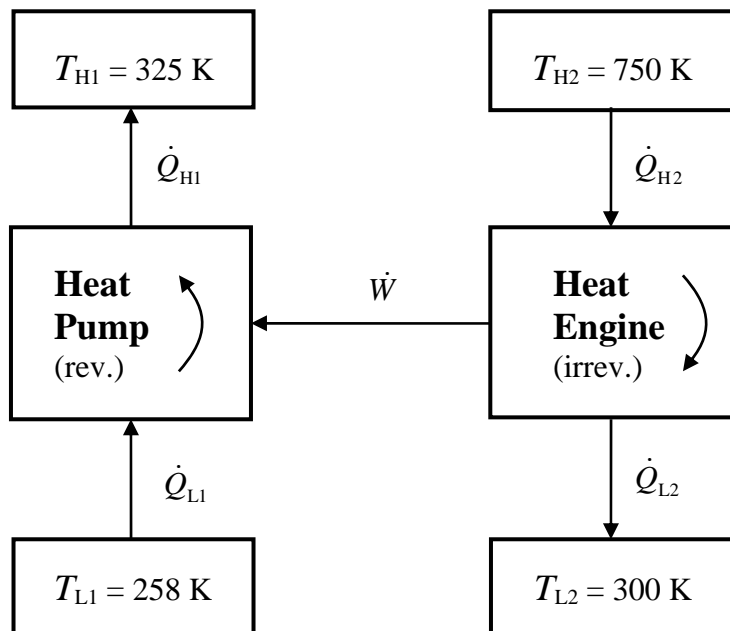 T_H1 = 325 K
T_H2 = 750 K
Q̇_H1
Q̇_H2
Heat
Pump
(rev.)
Ẇ
Heat
Engine
(irrev.)
Q̇_L1
Q̇_L2
T_L1 = 258 K
T_L2 = 300 K